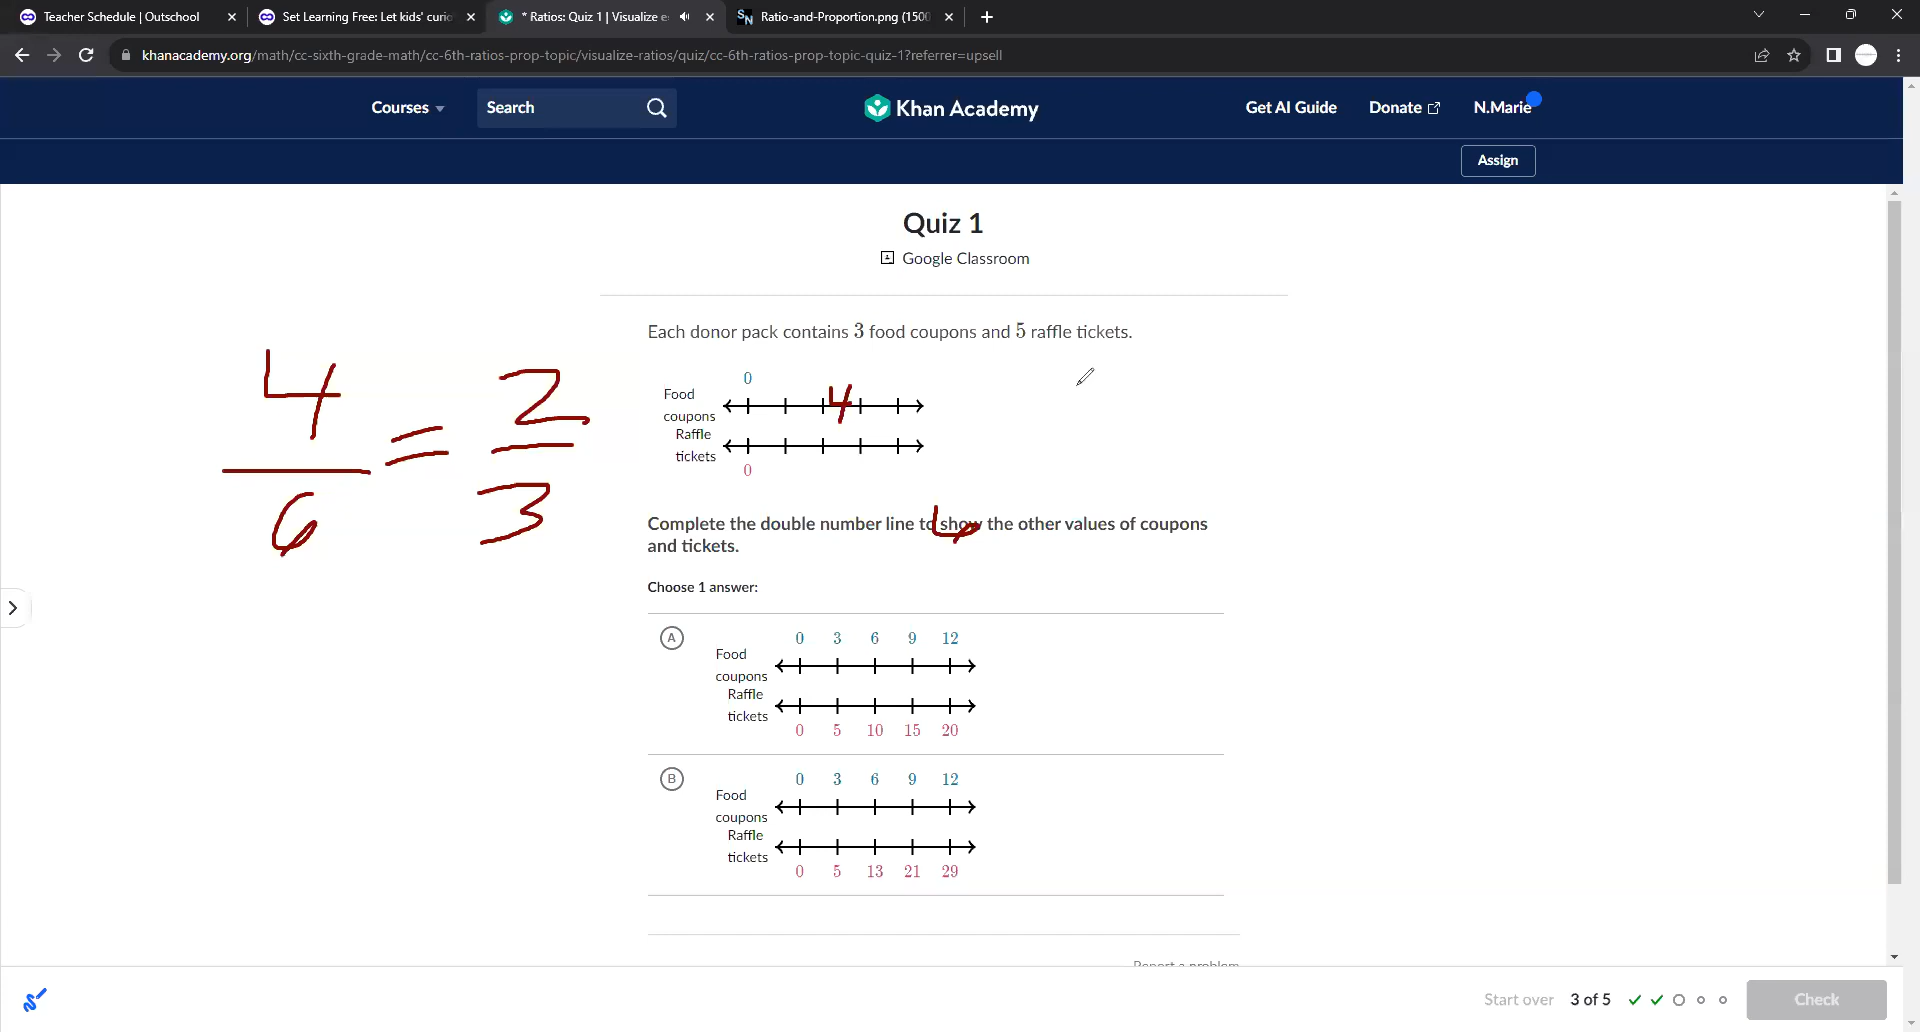 Teacher Schedule | Outschool
Set Learning Free: Let kids' curio
* Ratios: Quiz 1 | Visualize e
Ratio-and-Proportion.png (1500
khanacademy.org/math/cc-sixth-grade-math/cc-6th-ratios-prop-topic/visualize-ratios/quiz/cc-6th-ratios-prop-topic-quiz-1?referrer=upsell
Courses
Search
Khan Academy
Get AI Guide
Donate
N.Marie
Assign
Quiz 1
Google Classroom
Each donor pack contains 3 food coupons and 5 raffle tickets.
4/6 = 2/3
0
Food coupons
4
Raffle tickets
0
Complete the double number line to show the other values of coupons
and tickets.
6
Choose 1 answer:
A
0 3 6 9 12
Food coupons
Raffle tickets
0 5 10 15 20
B
0 3 6 9 12
Food coupons
Raffle tickets
0 5 13 21 29
Report a problem
Start over
3 of 5
Check